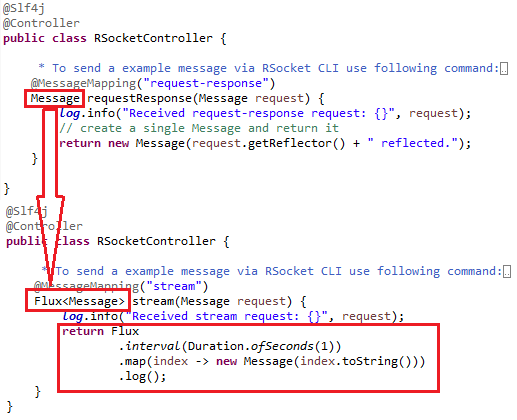 @Slf4j
@Controller
public class RSocketController {
* To send a example message via RSocket CLI use following command:
@MessageMapping("request-response")
Message requestResponse(Message request) {
log.info("Received request-response request: {}", request);
// create a single Message and return it
return new Message(request.getReflector() + " reflected.");
}
}
@Slf4j
@Controller
public class RSocketController {
* To send a example message via RSocket CLI use following command:
@MessageMapping("stream")
Flux<Message> stream(Message request) {
log.info("Received stream request: {}", request);
return Flux
.interval(Duration.ofSeconds(1))
.map(index -> new Message(index.toString()))
.log();
}
}